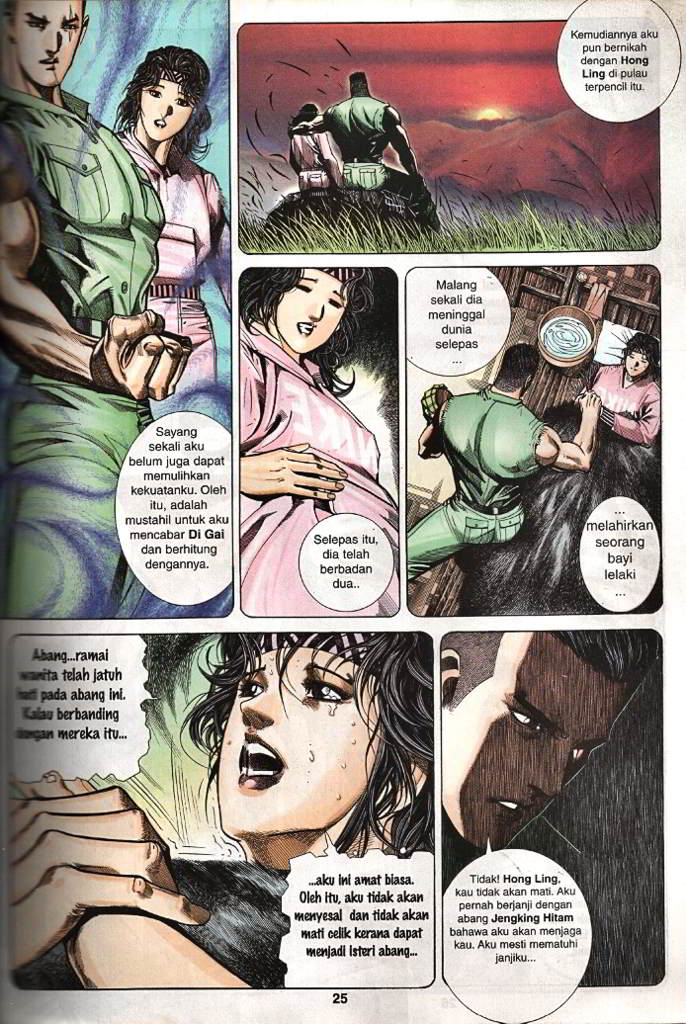 Sayang
sekali aku
belum juga dapat
memulihkan
kekuatanku. Oleh
itu, adalah
mustahil untuk aku
mencabar Di Gai
dan berhitung
dengannya.
Kemudiannya aku
pun bernikah
dengan Hong
Ling di pulau
terpencil itu.
NIKE
Selepas itu,
dia telah
berbadan
dua..
Malang
sekali dia
meninggal
dunia
selepas
...
...
melahirkan
seorang
bayi
lelaki
...
Abang...ramai
wanita telah jatuh
hati pada abang ini.
Kalau berbanding
dengan mereka itu...
...aku ini amat biasa.
Oleh itu, aku tidak akan
menyesal dan tidak akan
mati celik kerana dapat
menjadi Isteri abang...
Tidak! Hong Ling,
kau tidak akan mati. Aku
pernah berjanji dengan
abang Jengking Hitam
bahawa aku akan menjaga
kau. Aku mesti mematuhi
janjiku...
25